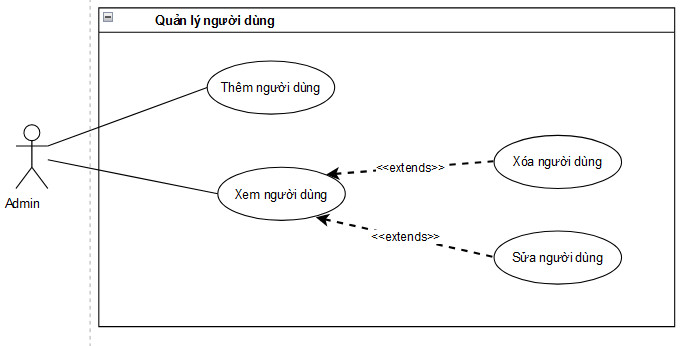 Quản lý người dùng
Thêm người dùng
Xóa người dùng
<<extends>>
Xem người dùng
Admin
<<extends>>
Sửa người dùng